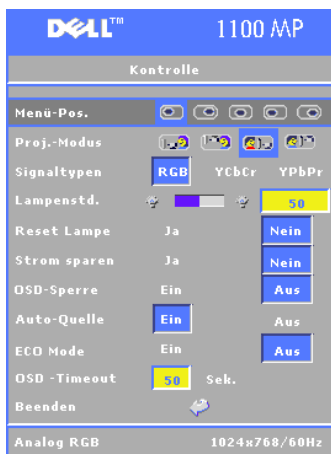 DELL™ 1100 MP
Kontrolle
Menü-Pos.
Proj.-Modus
Signaltypen RGB YCbCr YPbPr
Lampenstd. 50
Reset Lampe Ja Nein
Strom sparen Ja Nein
OSD-Sperre Ein Aus
Auto-Quelle Ein Aus
ECO Mode Ein Aus
OSD -Timeout 50 Sek.
Beenden
Analog RGB 1024x768/60Hz